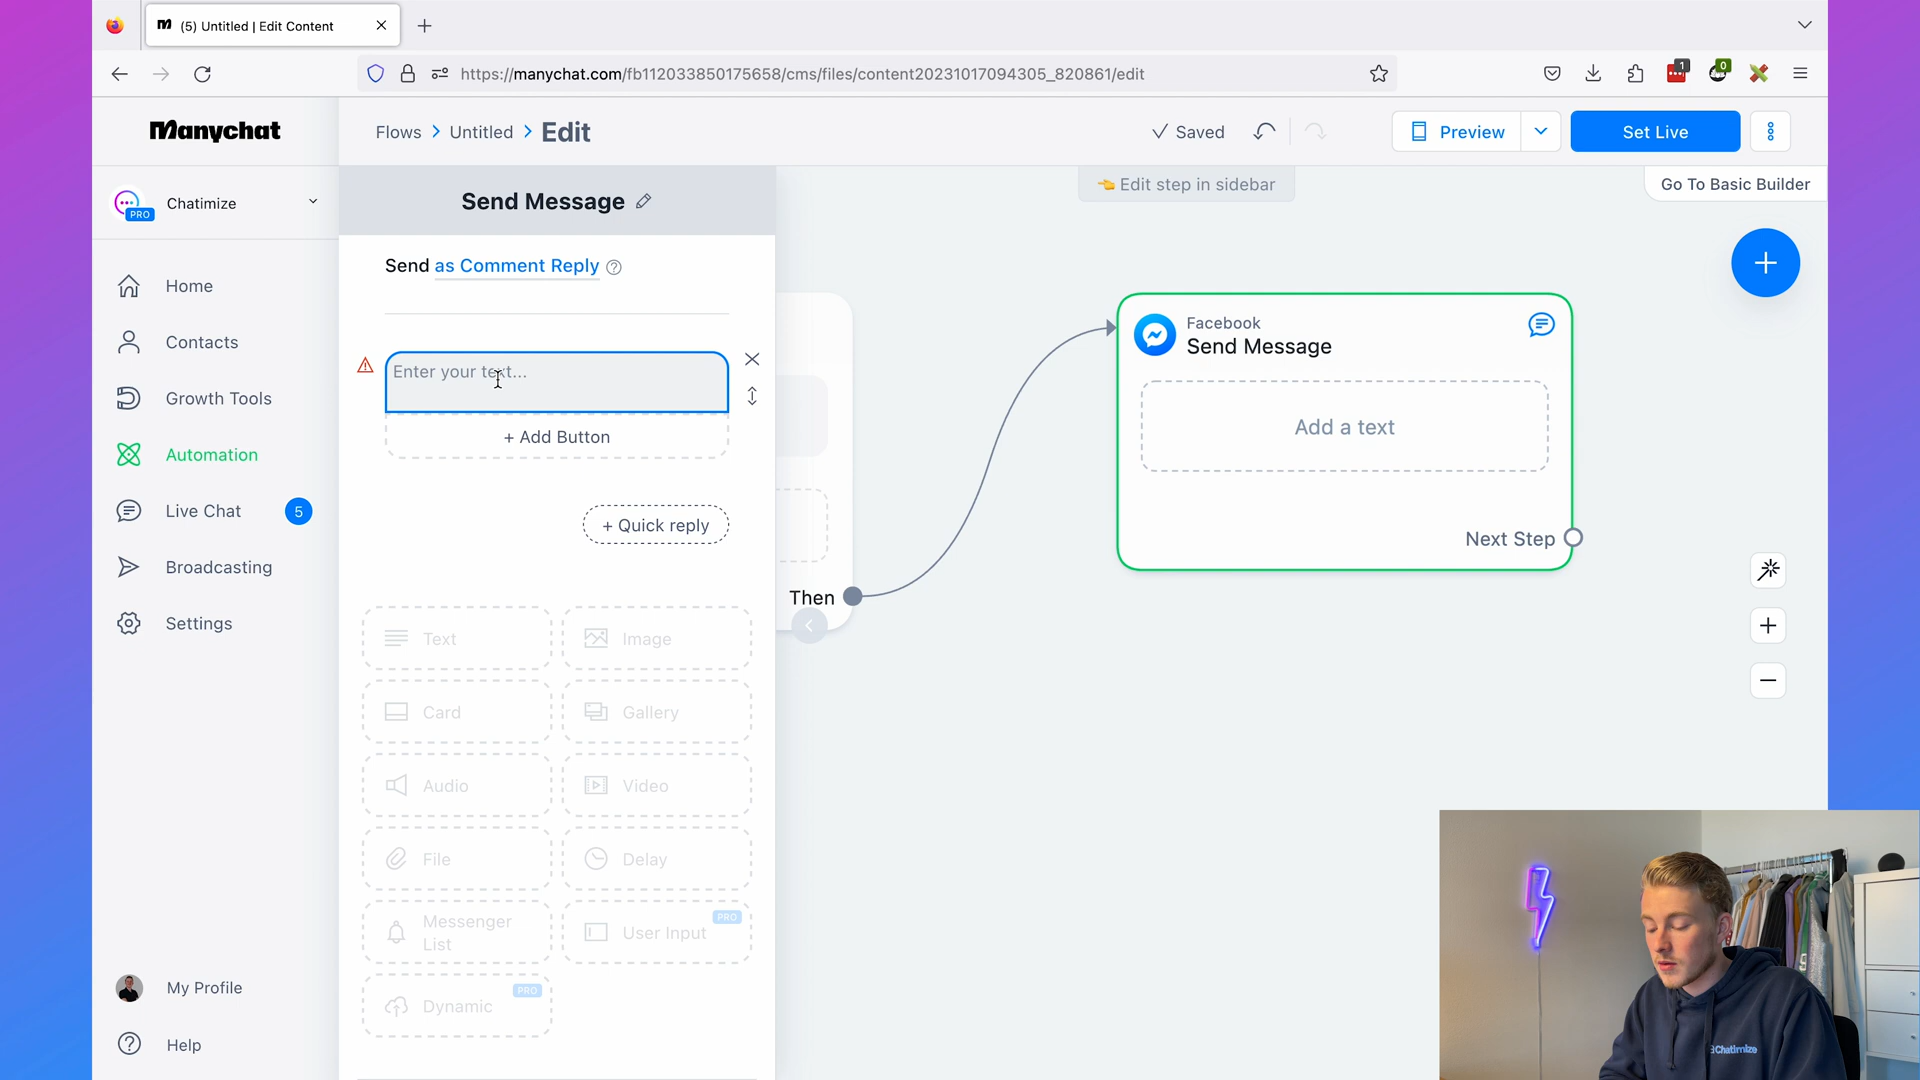 (5) Untitled | Edit Content
https://manychat.com/fb112033850175658/cms/files/content20231017094305_820861/edit
1
0
Manychat
Flows > Untitled > Edit
Saved
Preview
Set Live
PRO
Chatimize
Home
Contacts
Growth Tools
Automation
Live Chat
5
Broadcasting
Settings
My Profile
Help
Send Message
Send as Comment Reply
Enter your text...
+ Add Button
+ Quick reply
Text
Image
Card
Gallery
Audio
Video
File
Delay
Messenger
List
User Input
PRO
Dynamic
PRO
Edit step in sidebar
Go To Basic Builder
Then
Facebook
Send Message
Add a text
Next Step
Chatimize